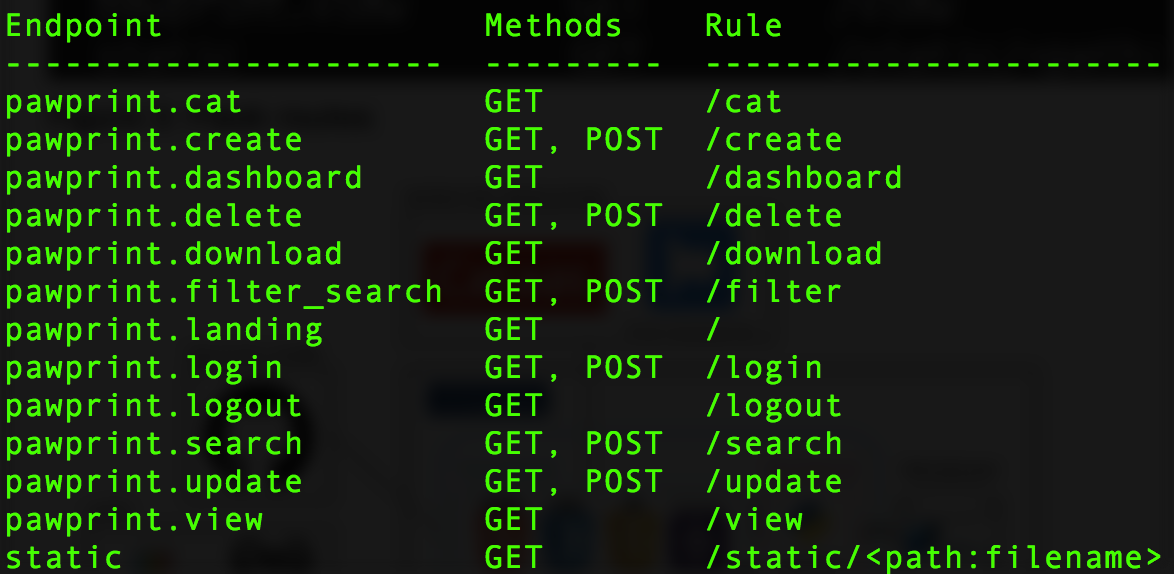 Endpoint Methods Rule
---------------------- --------- -----------------------
pawprint.cat GET /cat
pawprint.create GET, POST /create
pawprint.dashboard GET /dashboard
pawprint.delete GET, POST /delete
pawprint.download GET /download
pawprint.filter_search GET, POST /filter
pawprint.landing GET /
pawprint.login GET, POST /login
pawprint.logout GET /logout
pawprint.search GET, POST /search
pawprint.update GET, POST /update
pawprint.view GET /view
static GET /static/<path:filename>